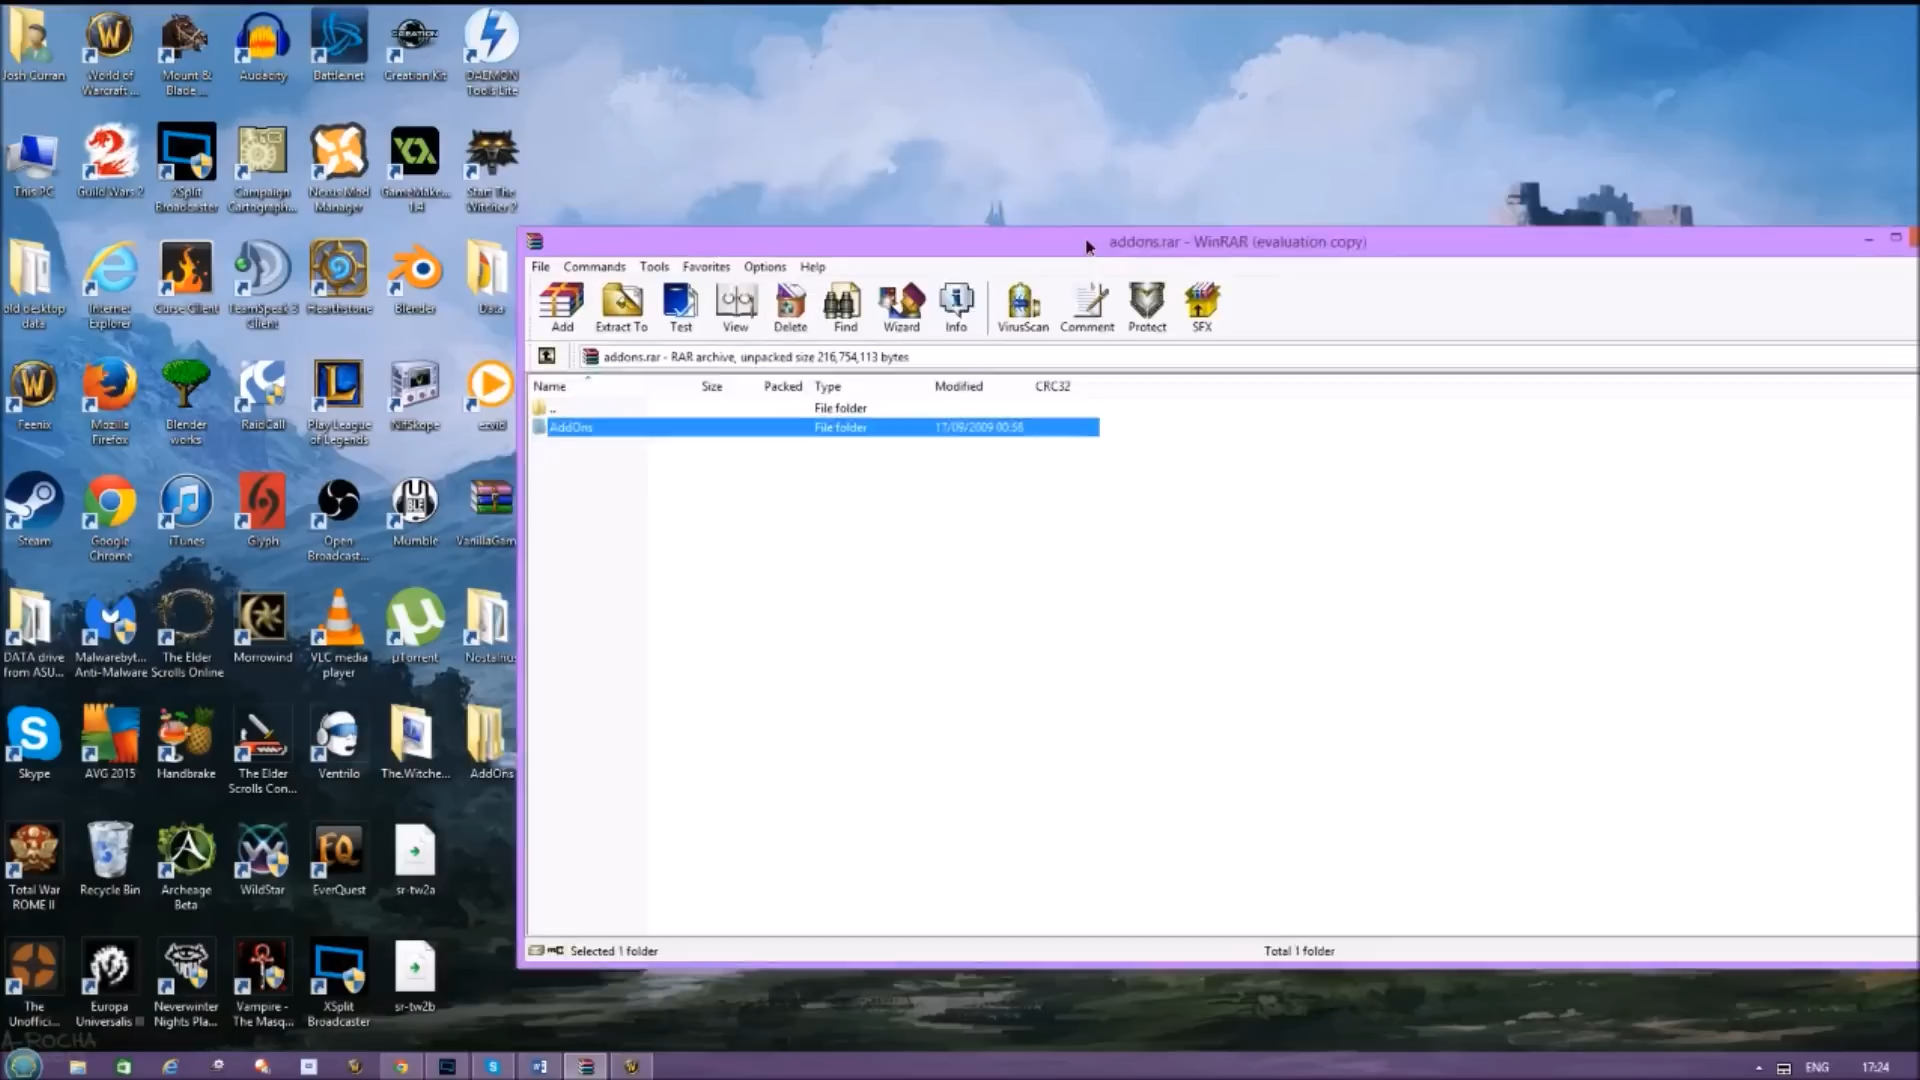 Josh Curran
World of
Warcraft ...
Mount &
Blade ...
Audacity
Battle.net
Creation Kit
DAEMON
Tools Lite
This PC
Guild Wars 2
XSplit
Broadcaster
Campaign
Cartograph...
Nexus Mod
Manager
GameMake...
1.4
Start The
Witcher 2
old desktop
data
Internet
Explorer
Curse Client
TeamSpeak 3
Client
Hearthstone
Blender
Data
Feenix
Mozilla
Firefox
Blender
works
RaidCall
Play League
of Legends
NifSkope
Steam
Google
Chrome
iTunes
Glyph
Open
Broadcast...
Mumble
VanillaGam
DATA drive
from ASU...
Malwarebyt...
Anti-Malware
The Elder
Scrolls Online
Morrowind
VLC media
player
µTorrent
Skype
AVG 2015
Handbrake
The Elder
Scrolls Con...
Ventrilo
The.Witche...
AddOns
Total War
ROME II
Recycle Bin
Archeage
Beta
WildStar
EverQuest
sr-tw2a
The
Unoffici...
Europa
Universalis III
Neverwinter
Nights Pla...
Vampire -
The Masq...
XSplit
Broadcaster
sr-tw2b
A-ROCHA
addons.rar - WinRAR (evaluation copy)
File Commands Tools Favorites Options Help
Add Extract To Test View Delete Find Wizard Info VirusScan Comment Protect SFX
addons.rar - RAR archive, unpacked size 216,754,113 bytes
Name Size Packed Type Modified CRC32
.. File folder
AddOns File folder 17/09/2009 00:58
Selected 1 folder
Total 1 folder
ENG
17:24